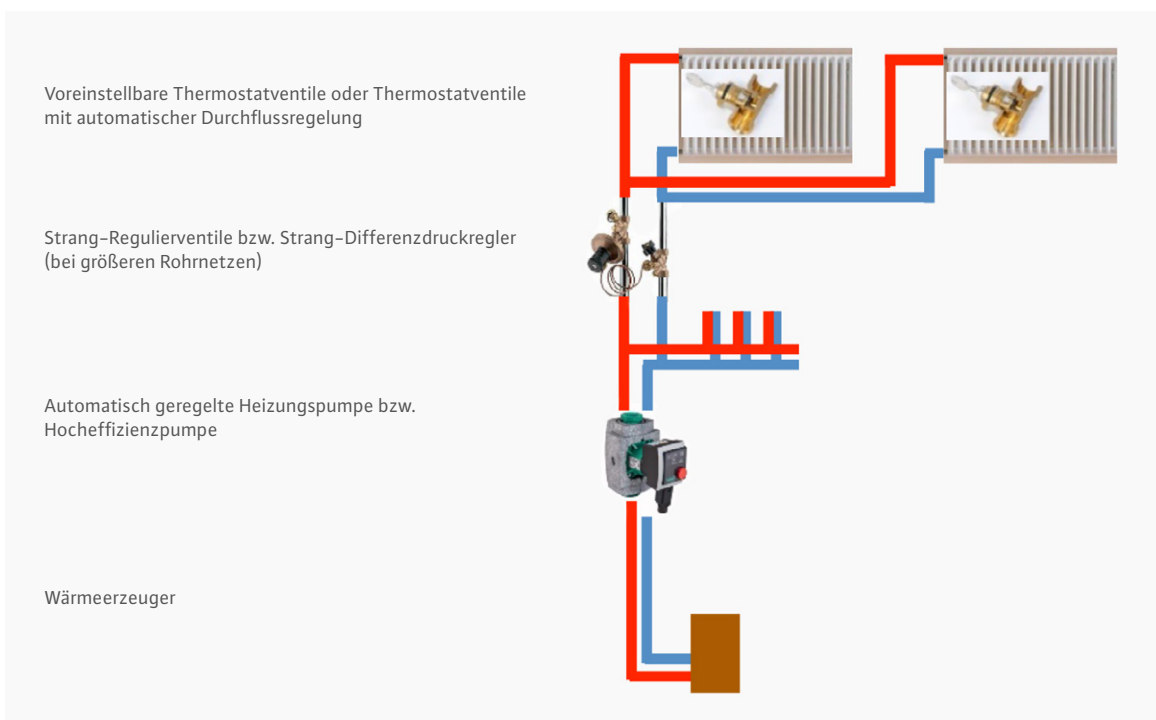 Voreinstellbare Thermostatventile oder Thermostatventile
mit automatischer Durchflussregelung
Strang-Regulierventile bzw. Strang-Differenzdruckregler
(bei größeren Rohrnetzen)
Automatisch geregelte Heizungspumpe bzw.
Hocheffizienzpumpe
Wärmeerzeuger